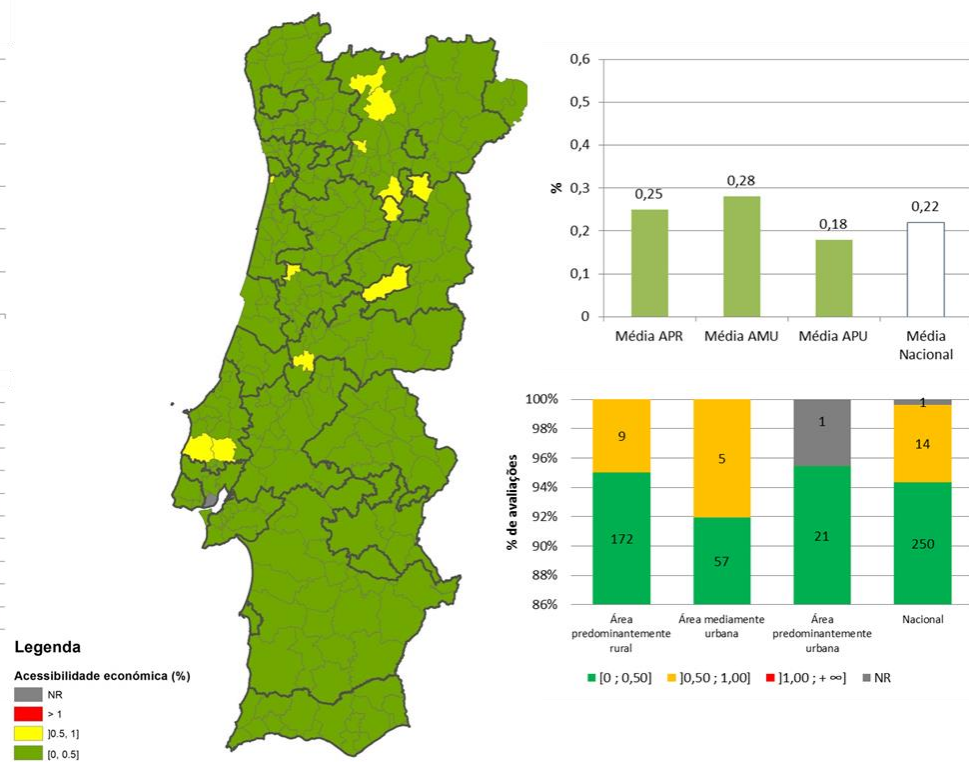 Legenda
Acessibilidade económica (%)
NR
> 1
]0.5, 1]
[0, 0.5]
%
0,6
0,5
0,4
0,3
0,2
0,1
0
0,25
0,28
0,18
0,22
Média APR
Média AMU
Média APU
Média
Nacional
% de avaliações
100%
98%
96%
94%
92%
90%
88%
86%
9
172
5
57
1
21
1
14
250
Área
predominantemente
rural
Área mediamente
urbana
Área
predominantemente
urbana
Nacional
[0 ; 0,50]
]0,50 ; 1,00]
]1,00 ; + ∞]
NR